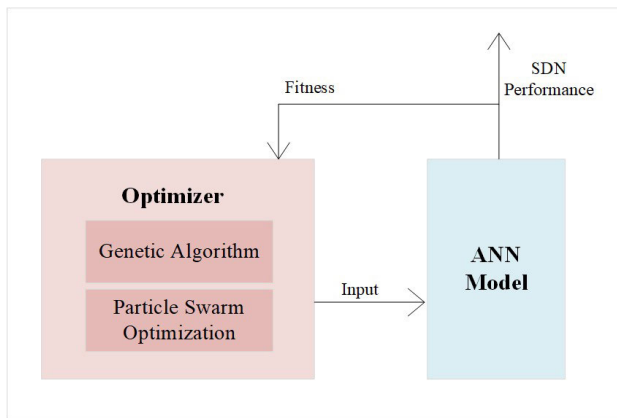 SDN
Performance
Fitness
Optimizer
Genetic Algorithm
Particle Swarm
Optimization
Input
ANN
Model